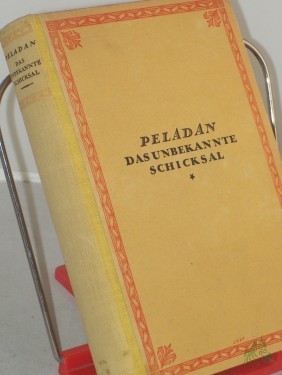 PELADAN
DAS
UNBEKANNTE
SCHICKSAL
PELADAN
DAS UNBEKANNTE
SCHICKSAL